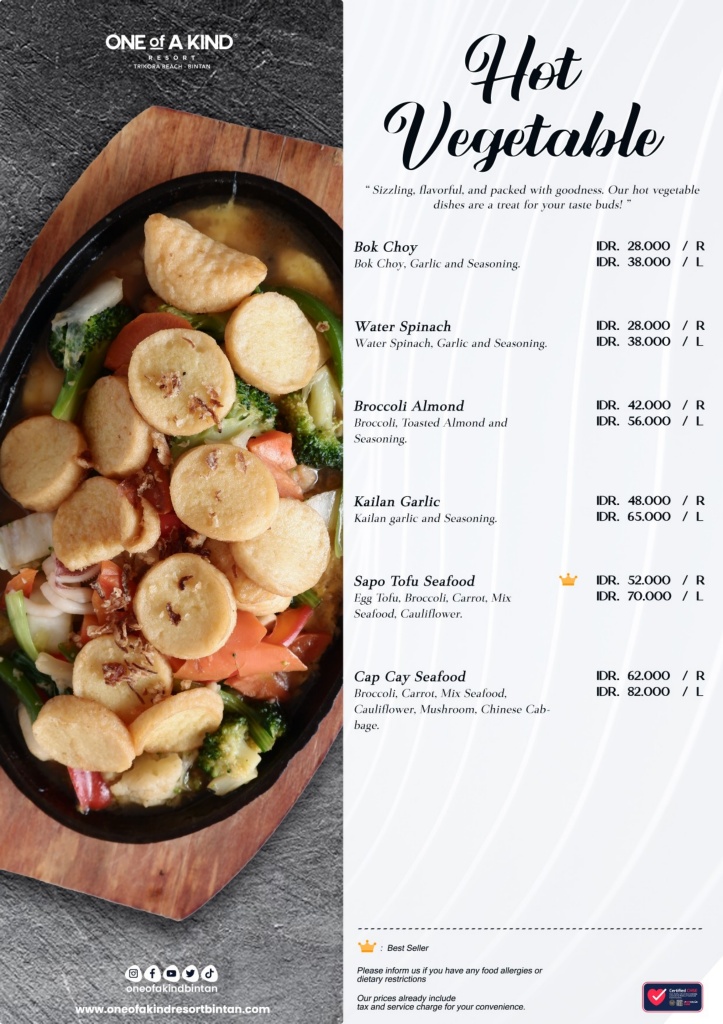 ONE of A KIND
RESORT
TRIKORA BEACH - BINTAN
Hot
Vegetable
" Sizzling, flavorful, and packed with goodness. Our hot vegetable
dishes are a treat for your taste buds! "
Bok Choy IDR. 28.000 / R
Bok Choy, Garlic and Seasoning. IDR. 38.000 / L
Water Spinach IDR. 28.000 / R
Water Spinach, Garlic and Seasoning. IDR. 38.000 / L
Broccoli Almond IDR. 42.000 / R
Broccoli, Toasted Almond and IDR. 56.000 / L
Seasoning.
Kailan Garlic IDR. 48.000 / R
Kailan garlic and Seasoning. IDR. 65.000 / L
Sapo Tofu Seafood IDR. 52.000 / R
Egg Tofu, Broccoli, Carrot, Mix IDR. 70.000 / L
Seafood, Cauliflower.
Cap Cay Seafood IDR. 62.000 / R
Broccoli, Carrot, Mix Seafood, IDR. 82.000 / L
Cauliflower, Mushroom, Chinese Cab-
bage.
: Best Seller
Please inform us if you have any food allergies or
dietary restrictions
Our prices already include
tax and service charge for your convenience.
Certified
oneofakindbintan
www.oneofakindresortbintan.com